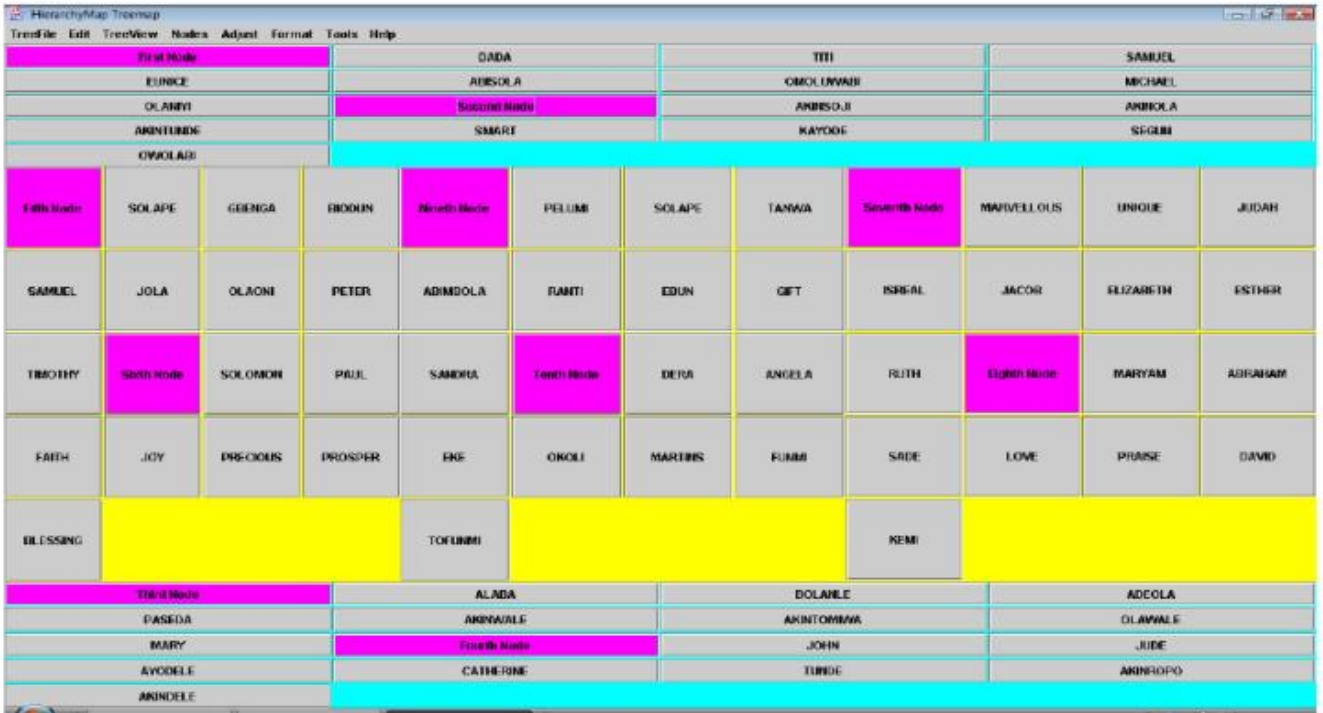 HierarchyMap Treemap
TreeFile Edit TreeView Nodes Adjust Format Tools Help
First Node DADA TITI SAMUEL
EUNICE ABISOLA OMOLUWABI MICHAEL
OLANIYI Second Node AKINSOJI AKINOLA
AKINTUNDE SMART KAYODE SEGUN
OWOLABI
Fifth Node SOLAPE GBENGA BIODUN Nineth Node PELUMI SOLAPE TANWA Seventh Node MARVELLOUS UNIQUE JUDAH
SAMUEL JOLA OLAONI PETER ABIMBOLA RANTI EBUN GIFT ISREAL JACOB ELIZABETH ESTHER
TIMOTHY Sixth Node SOLOMON PAUL SANDRA Tenth Node DERA ANGELA RUTH Eighth Node MARYAM ABRAHAM
FAITH JOY PRECIOUS PROSPER EKE OKOLI MARTINS FUNMI SADE LOVE PRAISE DAVID
BLESSING TOFUNMI KEMI
Third Node ALABA BOLANLE ADEOLA
PASEDA AKINWALE AKINTOMIWA OLAWALE
MARY Fourth Node JOHN JUDE
AYODELE CATHERINE TUNDE AKINROPO
AKINDELE